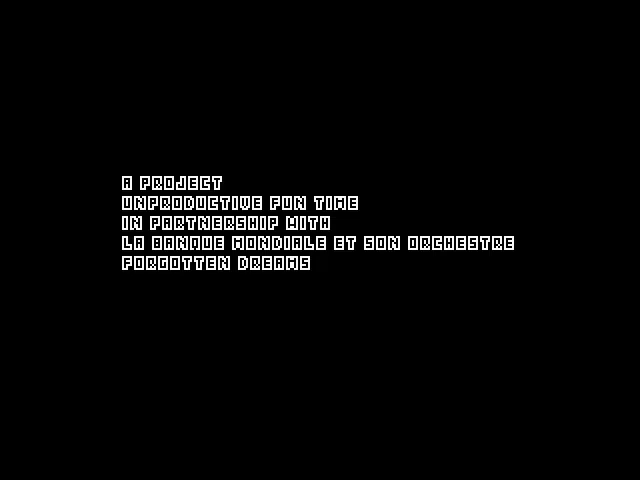 A PROJECT
UNPRODUCTIVE FUN TIME
IN PARTNERSHIP WITH
LA BANQUE MONDIALE ET SON ORCHESTRE
FORGOTTEN DREAMS